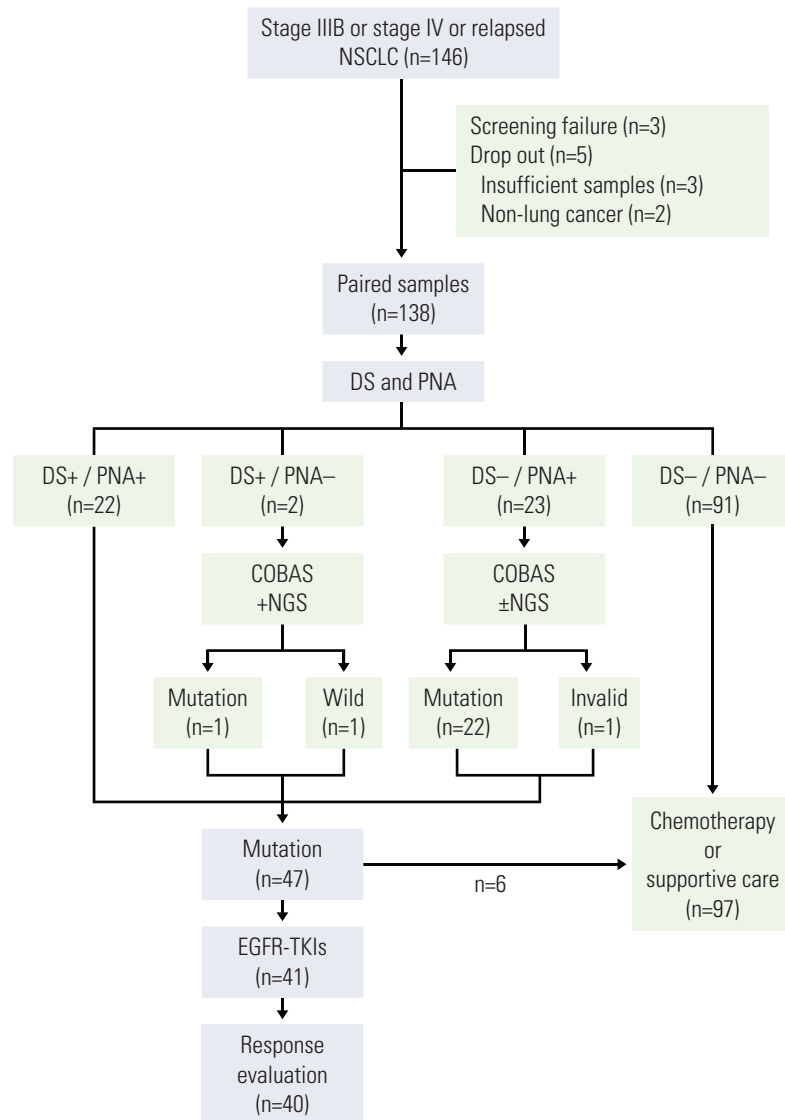 Stage IIIB or stage IV or relapsed
NSCLC (n=146)
Screening failure (n=3)
Drop out (n=5)
Insufficient samples (n=3)
Non-lung cancer (n=2)
Paired samples
(n=138)
DS and PNA
DS+ / PNA+
(n=22)
DS+ / PNA–
(n=2)
DS– / PNA+
(n=23)
DS– / PNA–
(n=91)
COBAS
+NGS
COBAS
±NGS
Mutation
(n=1)
Wild
(n=1)
Mutation
(n=22)
Invalid
(n=1)
Mutation
(n=47)
n=6
Chemotherapy
or
supportive care
(n=97)
EGFR-TKIs
(n=41)
Response
evaluation
(n=40)